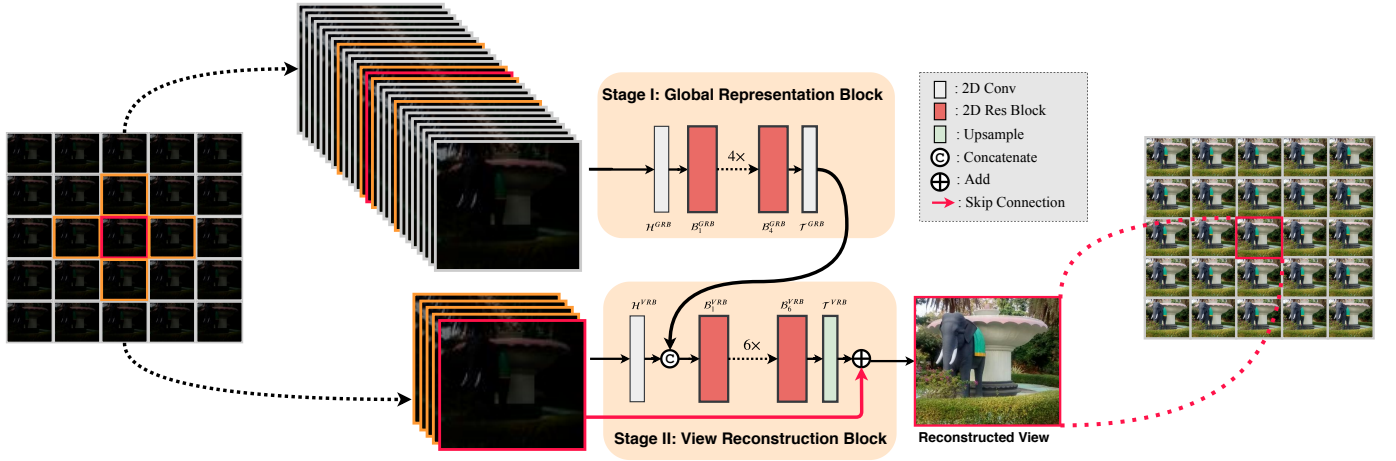 Stage I: Global Representation Block
4×
H^GRB B_1^GRB B_4^GRB T^GRB
: 2D Conv
: 2D Res Block
: Upsample
C : Concatenate
: Add
: Skip Connection
H^VRB B_1^VRB B_6^VRB T^VRB
6×
C
Stage II: View Reconstruction Block
Reconstructed View